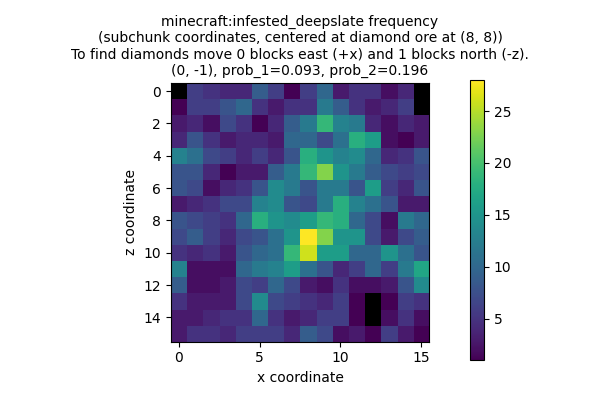 minecraft:infested_deepslate frequency
(subchunk coordinates, centered at diamond ore at (8, 8))
To find diamonds move 0 blocks east (+x) and 1 blocks north (-z).
(0, -1), prob_1=0.093, prob_2=0.196
0
2
4
6
8
10
12
14
z coordinate
0
5
10
15
x coordinate
25
20
15
10
5